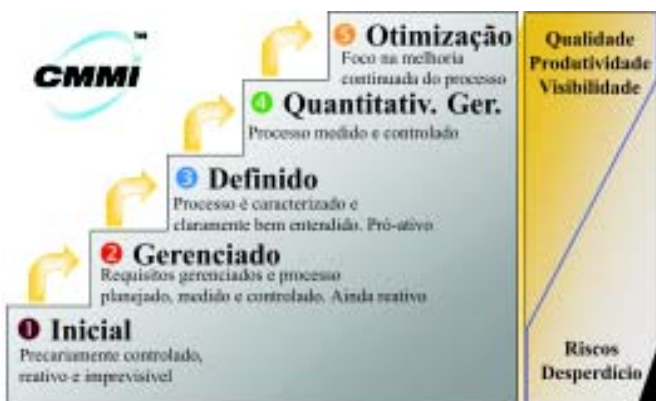 CMMI
TM
5 Otimização
Foco na melhoria
continuada do processo
4 Quantitativ. Ger.
Processo medido e controlado
3 Definido
Processo é caracterizado e
claramente bem entendido. Pró-ativo
2 Gerenciado
Requisitos gerenciados e processo
planejado, medido e controlado. Ainda reativo
1 Inicial
Precariamente controlado,
reativo e imprevisível
Qualidade
Produtividade
Visibilidade
Riscos
Desperdício